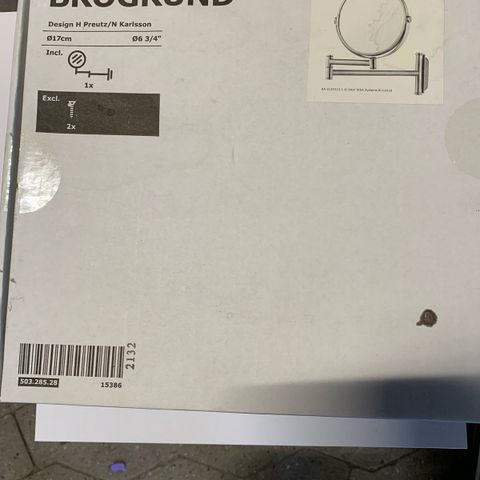 BROGRUND
Design H Preutz/N Karlsson
Ø17cm Ø6 3/4"
Incl.
1x
Excl.
2x
2132
503.285.28
15386